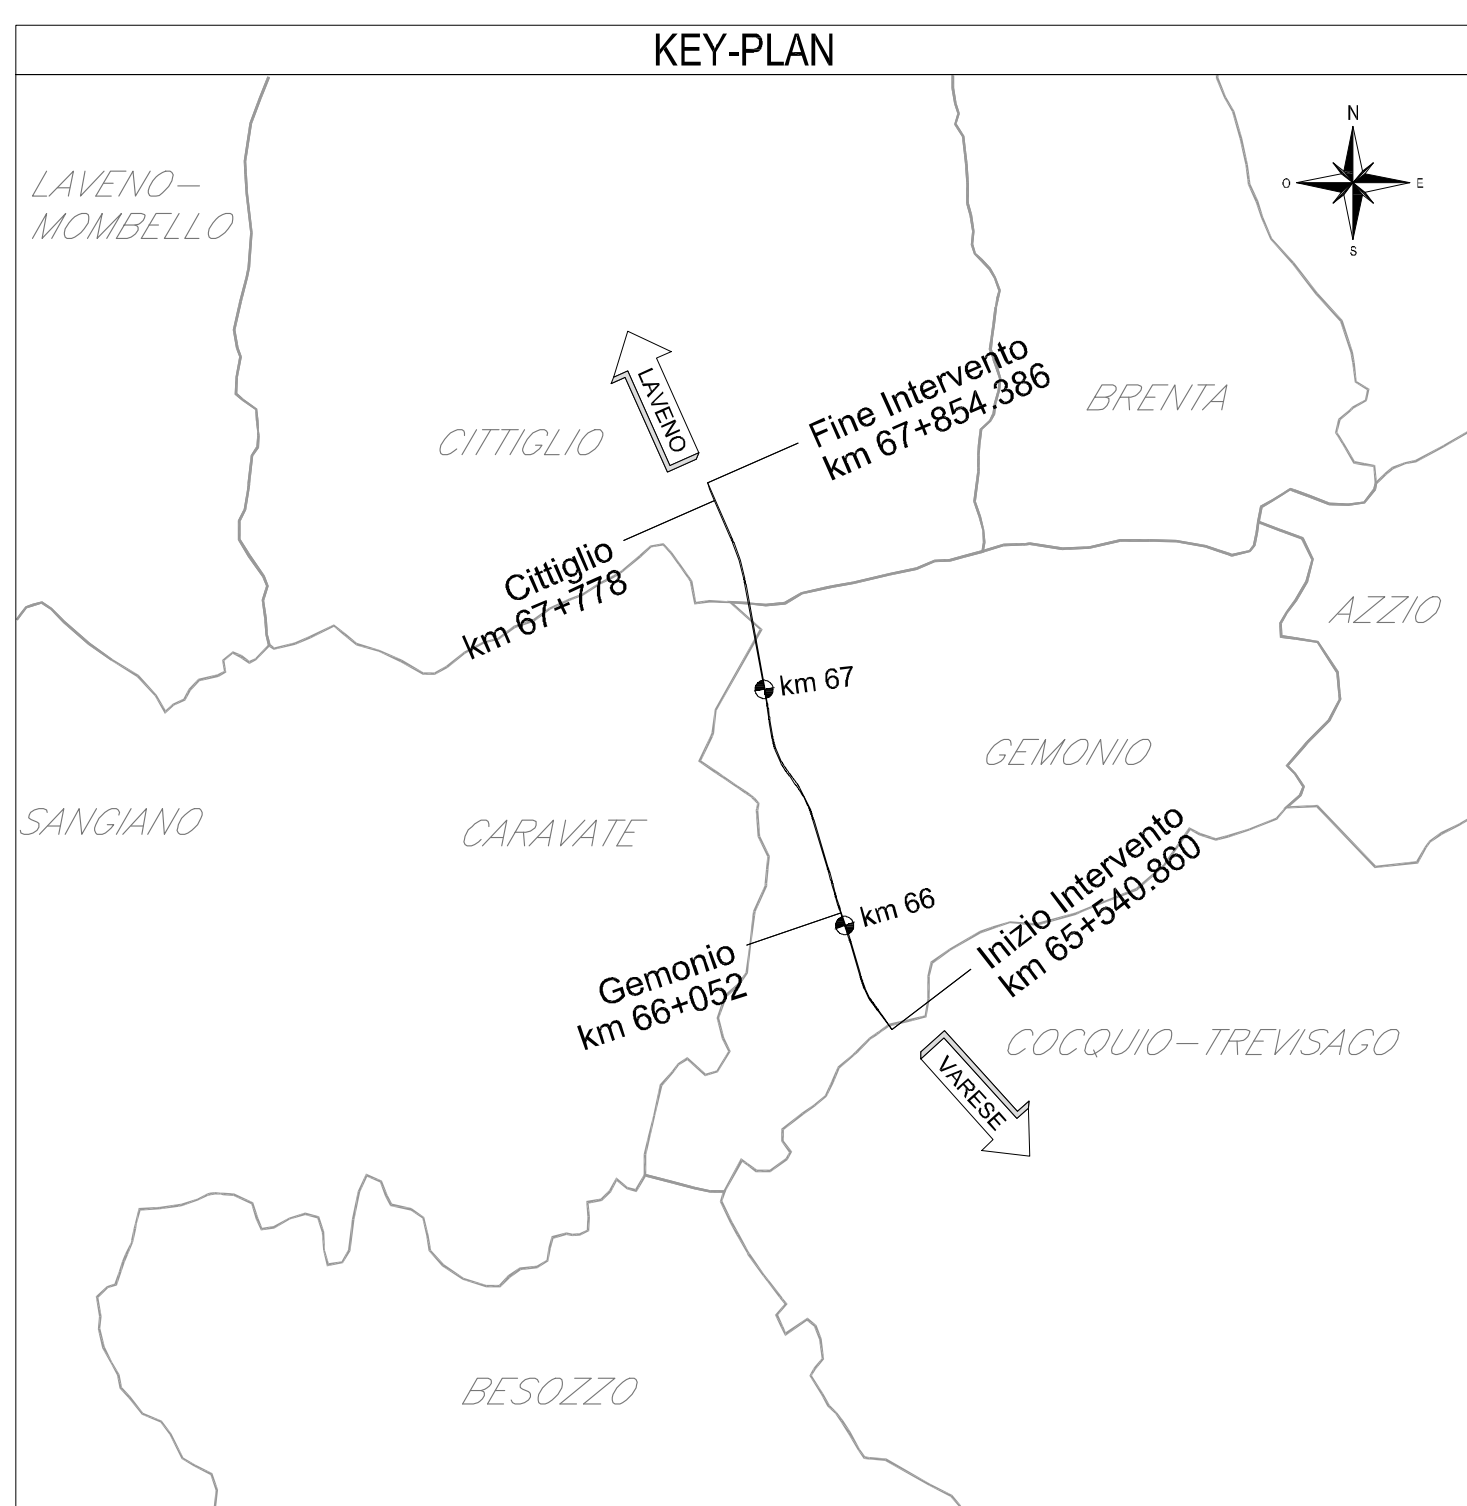 KEY-PLAN
N
O
E
S
LAVENO-
MOMBELLO
LAVENO
Fine Intervento
km 67+854.386
BRENTA
CITTIGLIO
Cittiglio
km 67+778
AZZIO
km 67
GEMONIO
SANGIANO
CARAVATE
Inizio Intervento
km 65+540.860
km 66
Gemonio
km 66+052
COCQUIO-TREVISAGO
VARESE
BESOZZO